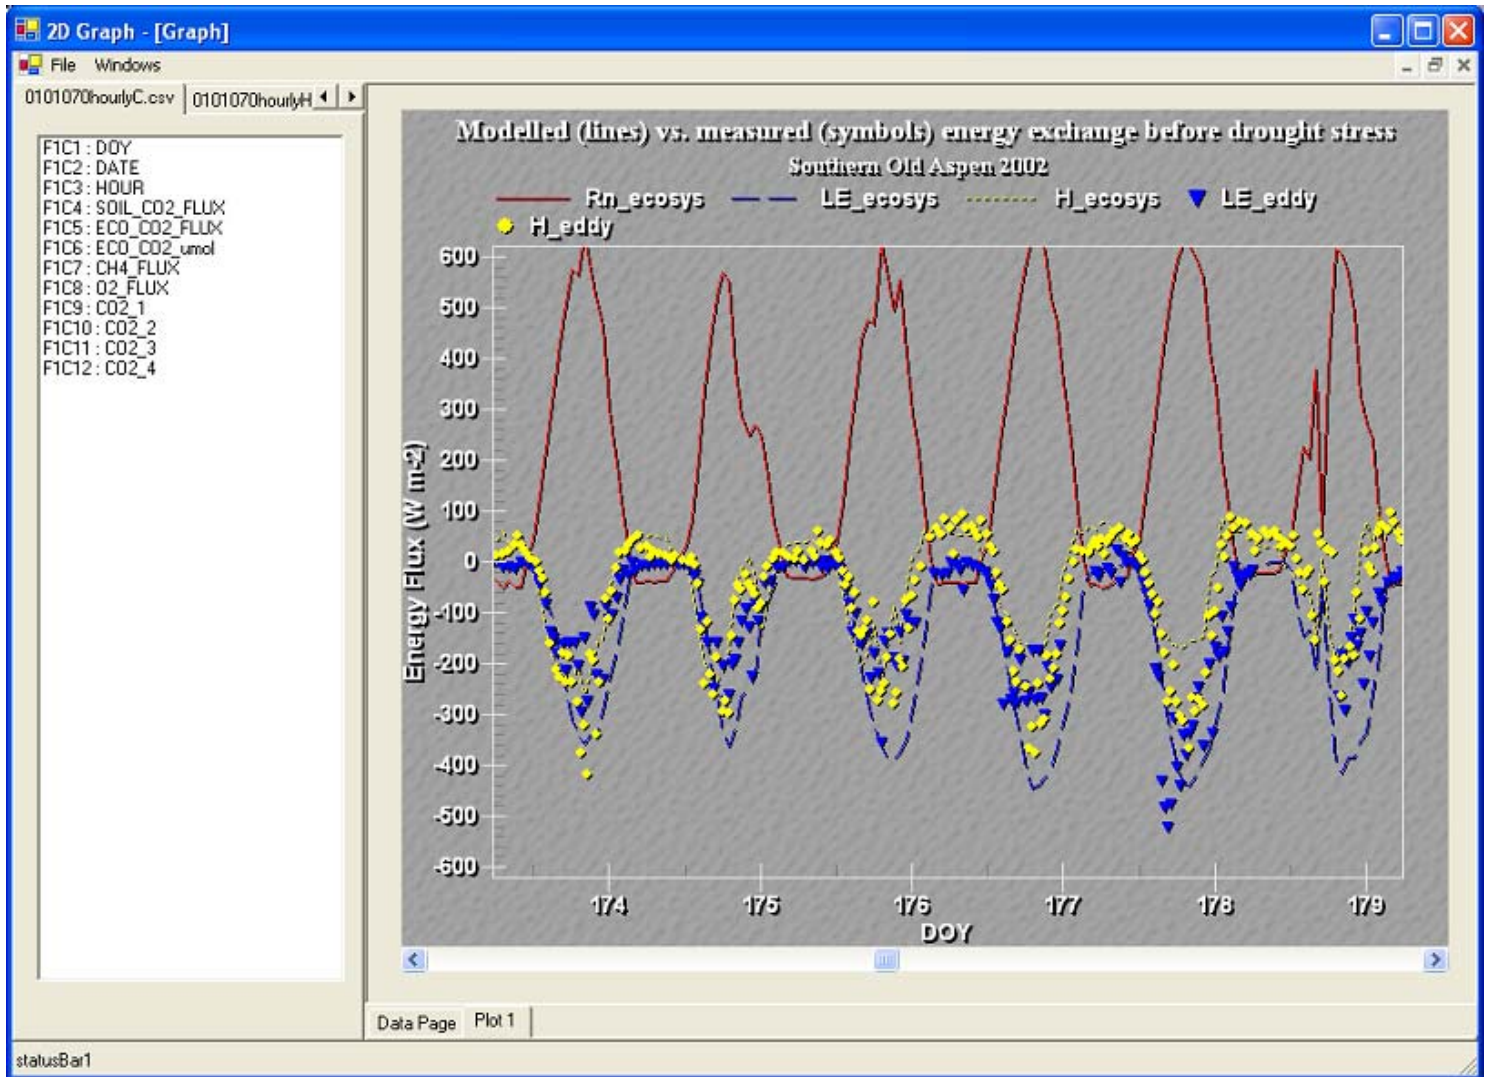 2D Graph - [Graph]
File Windows
0101070hourlyC.csv 0101070hourlyH
F1C1 : DOY
F1C2 : DATE
F1C3 : HOUR
F1C4 : SOIL_CO2_FLUX
F1C5 : ECO_CO2_FLUX
F1C6 : ECO_CO2_umol
F1C7 : CH4_FLUX
F1C8 : O2_FLUX
F1C9 : CO2_1
F1C10 : CO2_2
F1C11 : CO2_3
F1C12 : CO2_4
Modelled (lines) vs. measured (symbols) energy exchange before drought stress
Southern Old Aspen 2002
Rn_ecosys LE_ecosys H_ecosys LE_eddy
H_eddy
Energy Flux (W m-2)
600
500
400
300
200
100
0
-100
-200
-300
-400
-500
-600
174 175 176 177 178 179
DOY
Data Page Plot 1
statusBar1